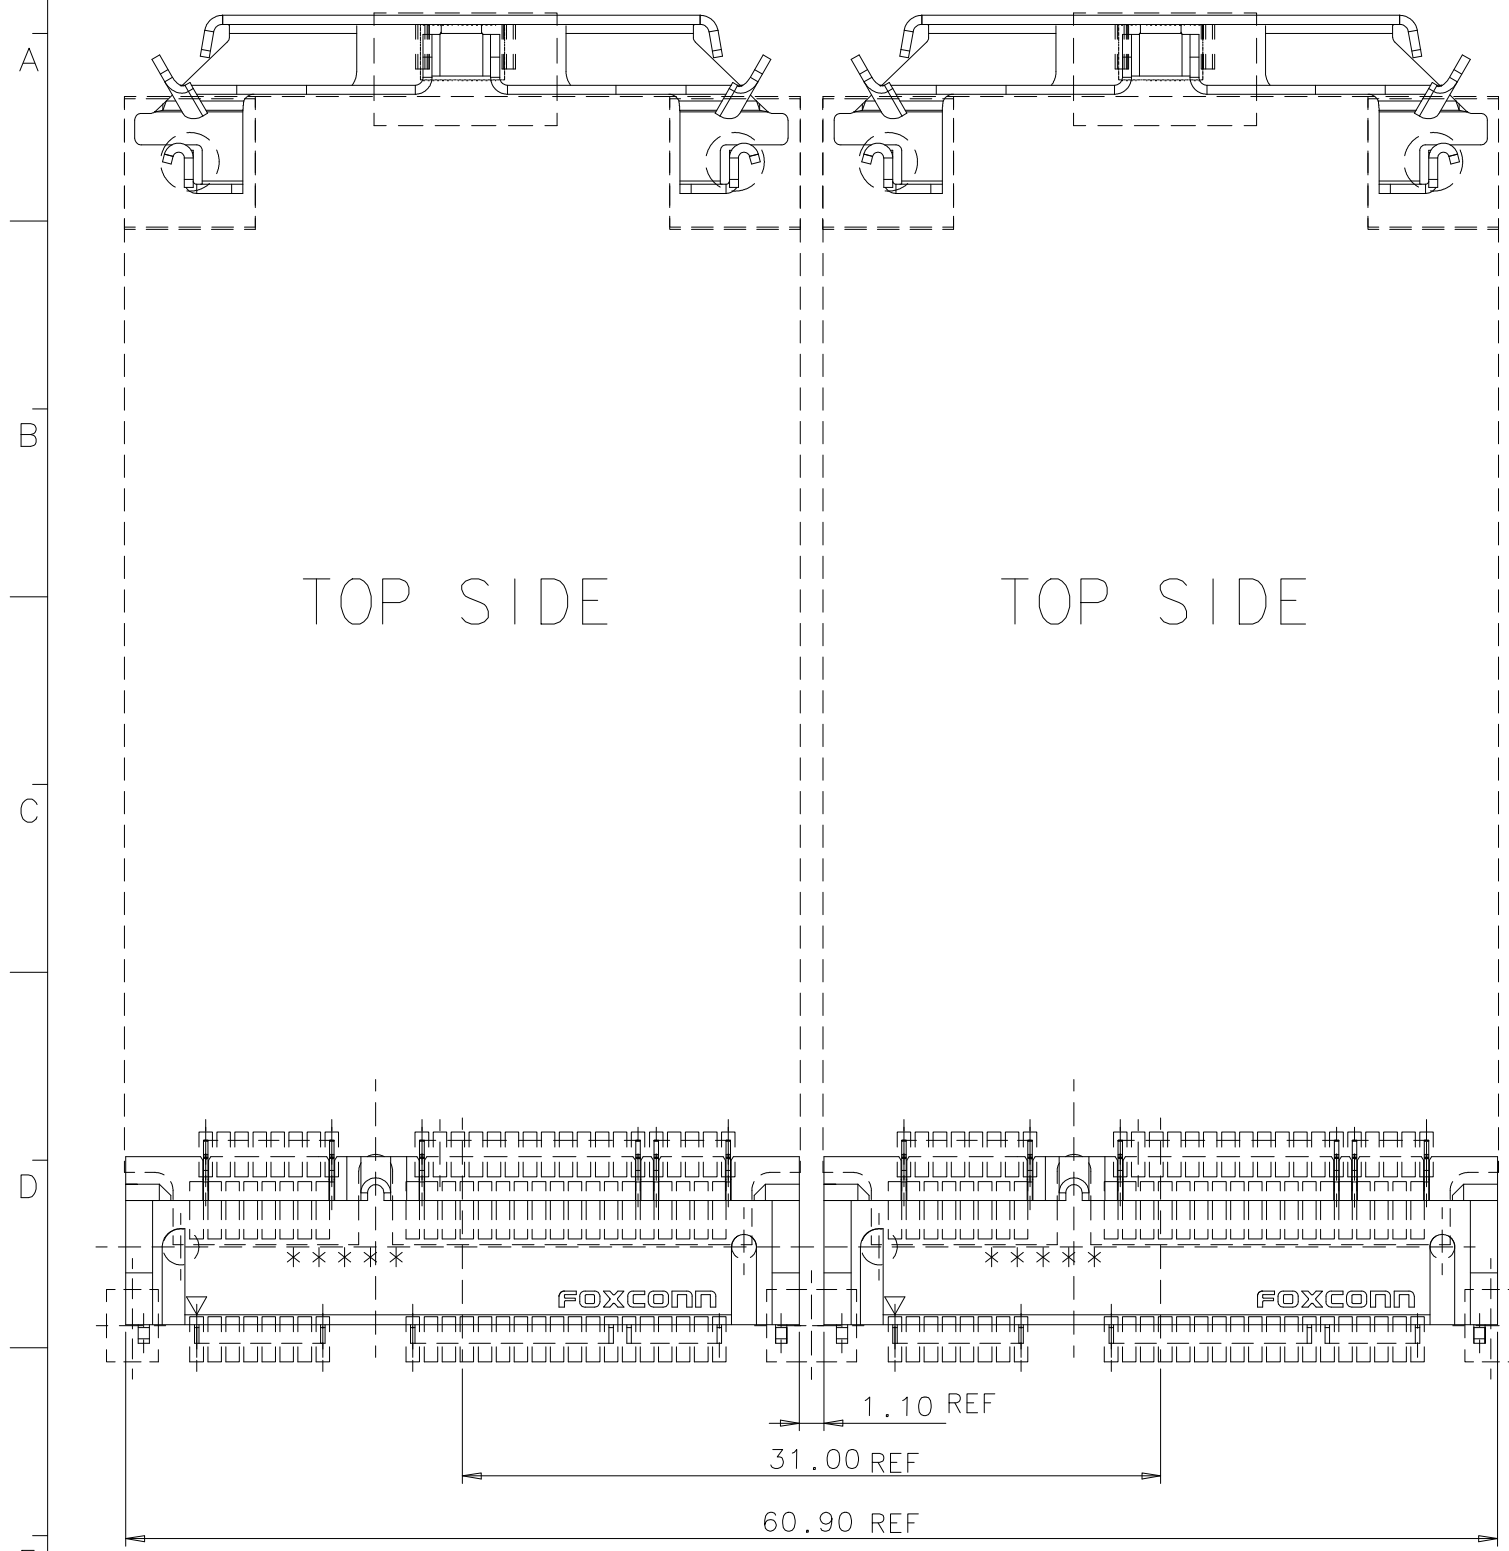 A
B
TOP SIDE TOP SIDE
C
D
* * * * * * * * * *
FOXCONN FOXCONN
1.10 REF
31.00 REF
60.90 REF